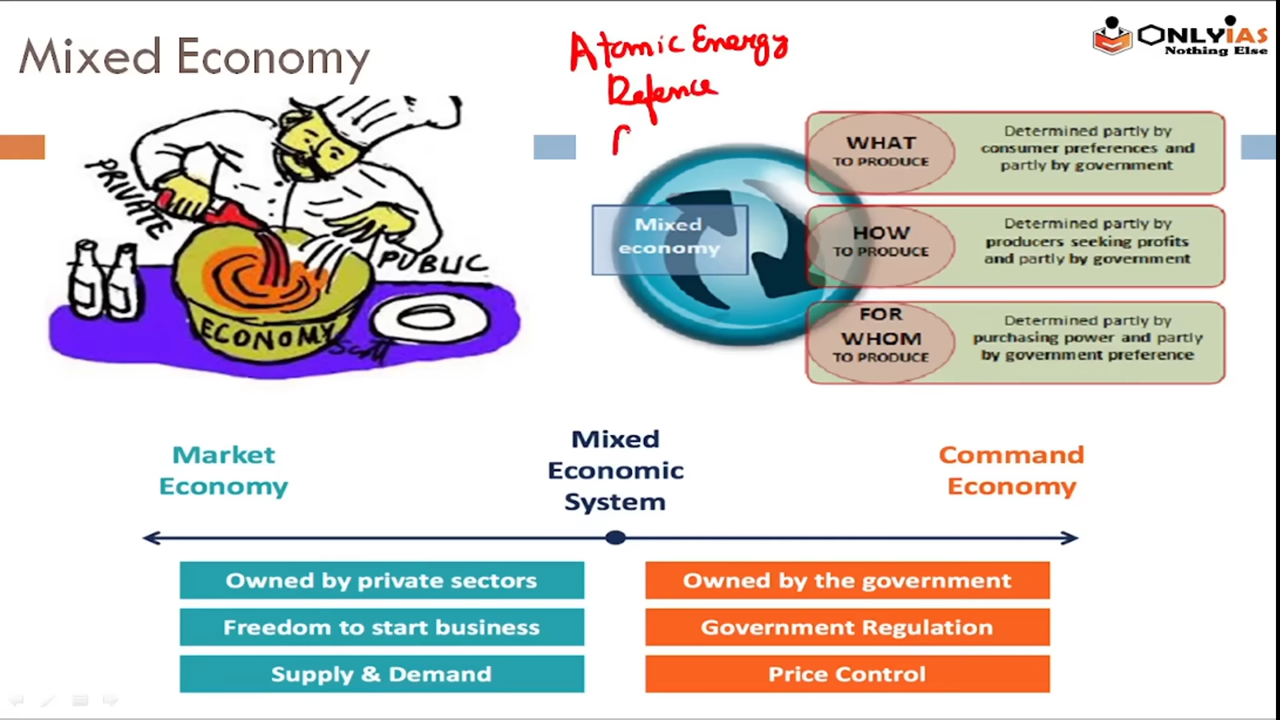 Mixed Economy
Atomic Energy
Defence
ONLYIAS
Nothing Else
PRIVATE
PUBLIC
ECONOMY
Mixed
economy
WHAT
TO PRODUCE
Determined partly by
consumer preferences and
partly by government
HOW
TO PRODUCE
Determined partly by
producers seeking profits
and partly by government
FOR
WHOM
TO PRODUCE
Determined partly by
purchasing power and partly
by government preference
Market
Economy
Mixed
Economic
System
Command
Economy
Owned by private sectors
Freedom to start business
Supply & Demand
Owned by the government
Government Regulation
Price Control